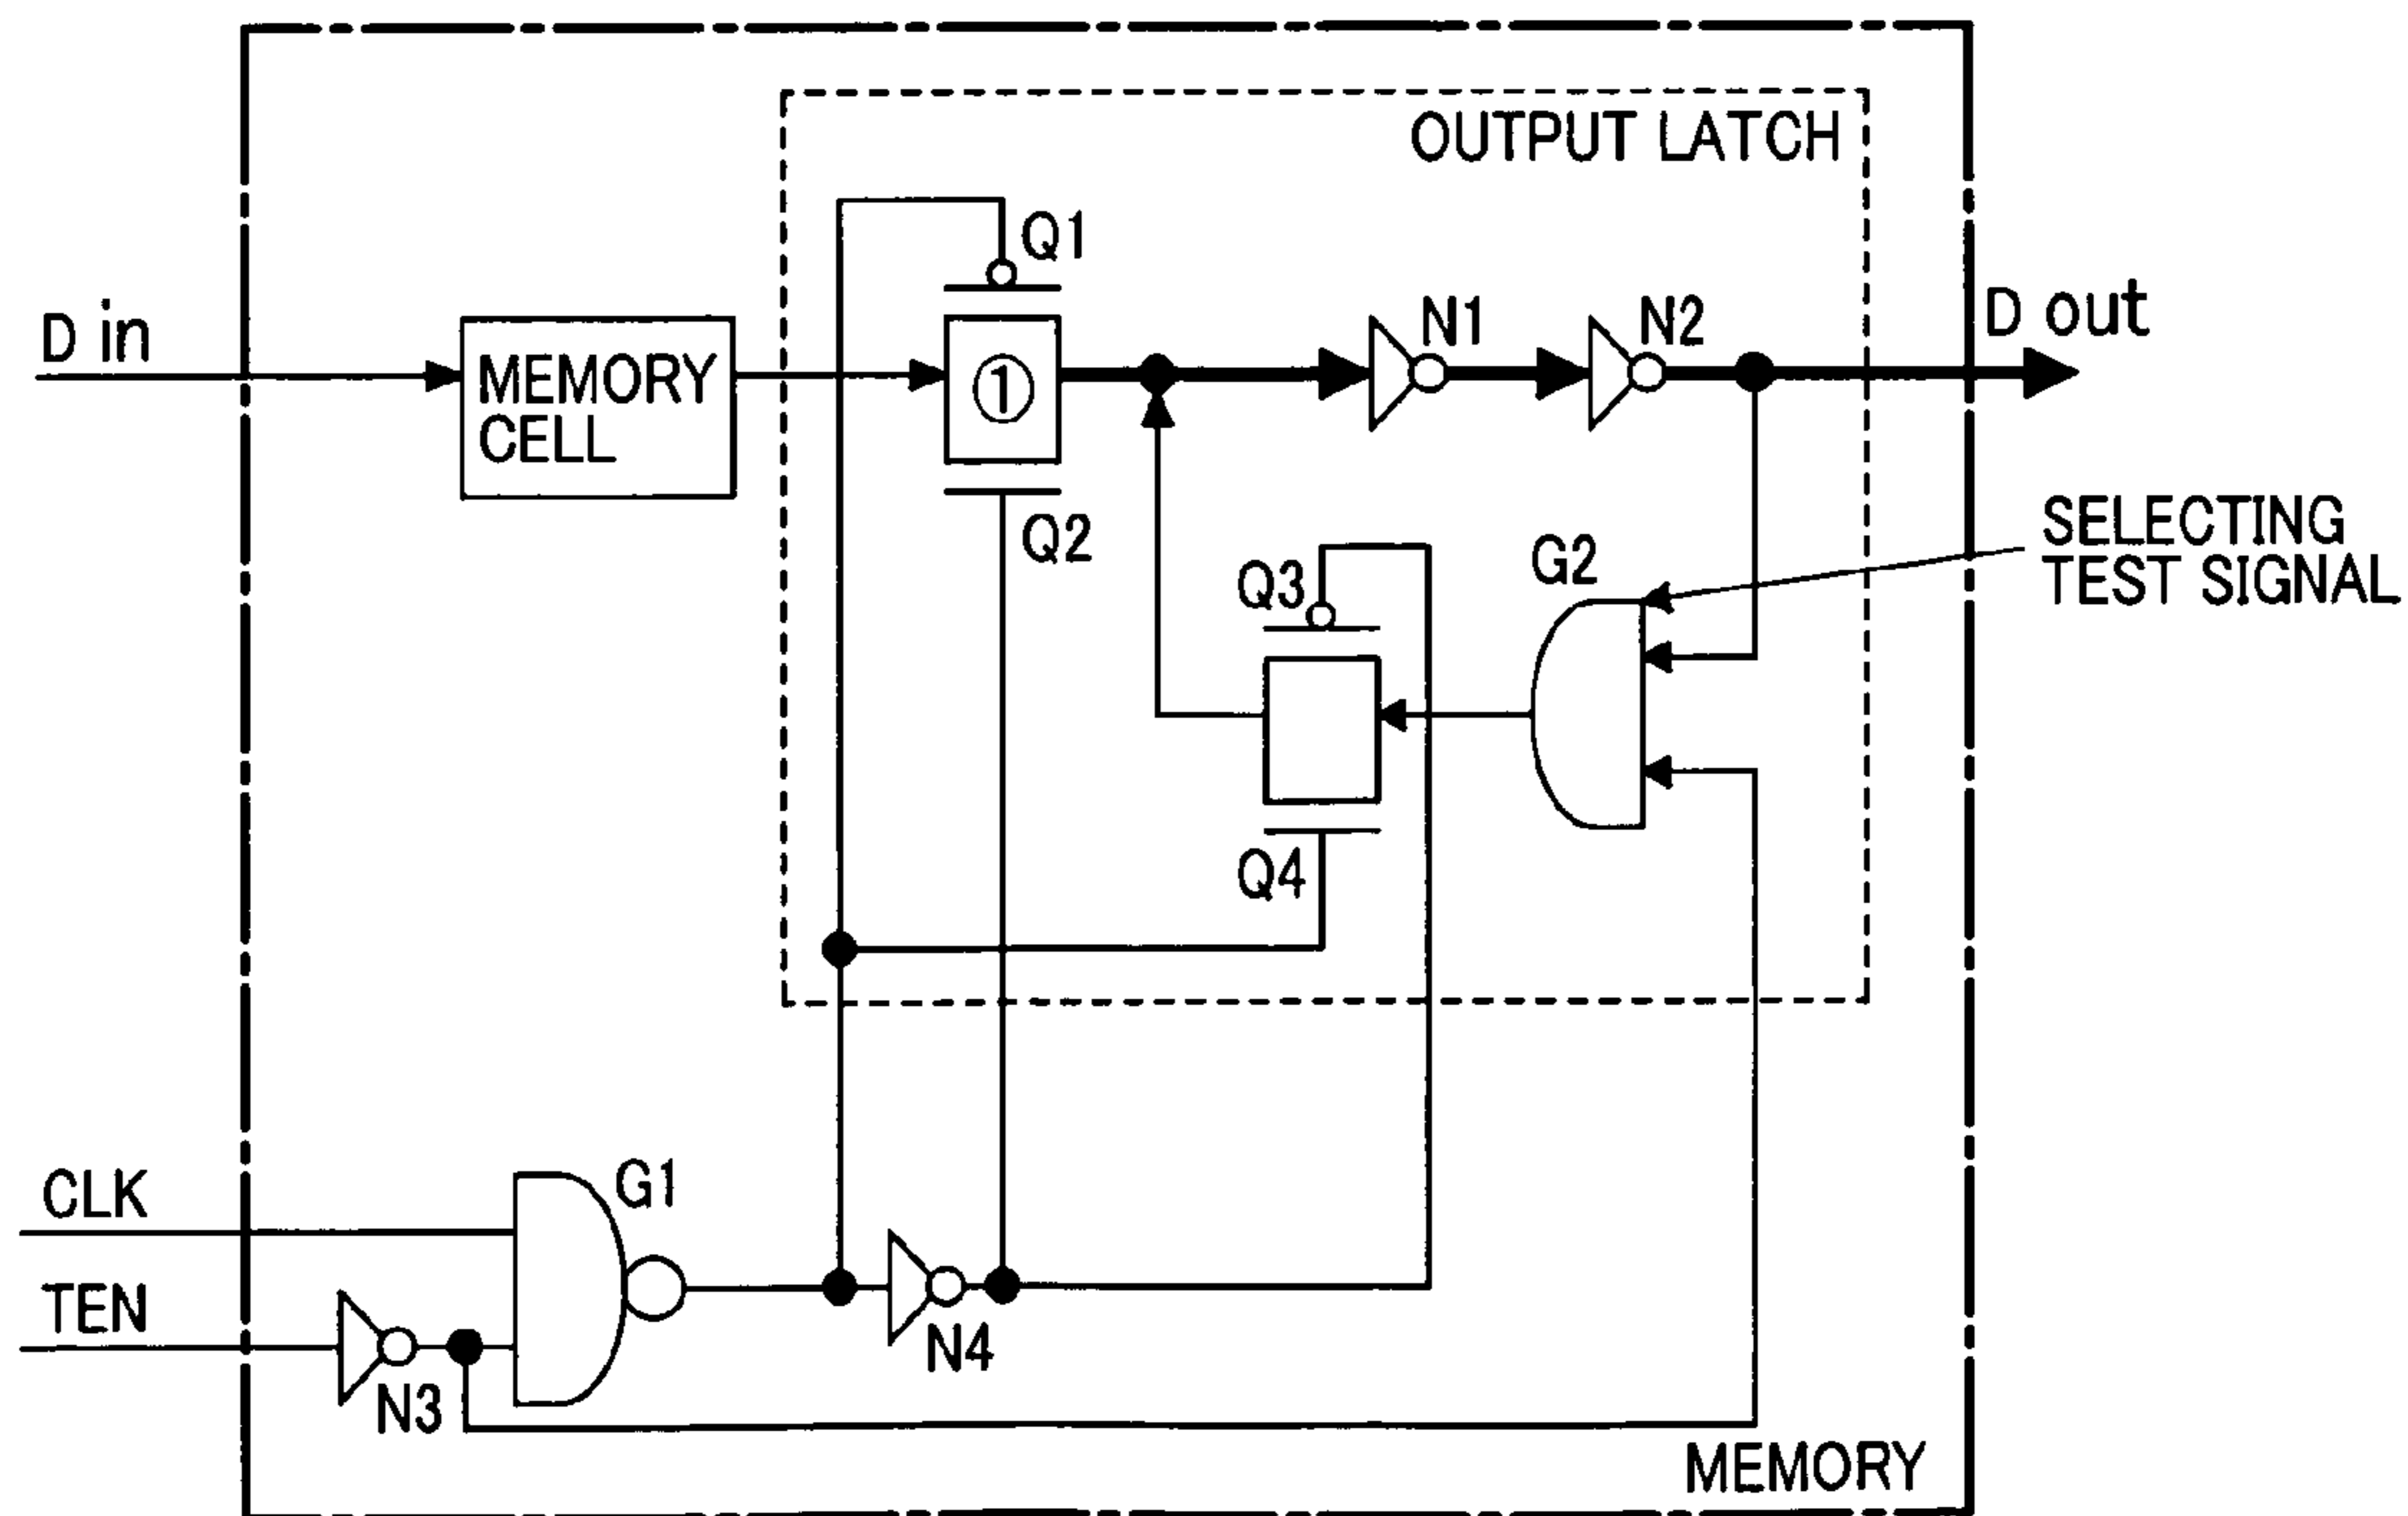 OUTPUT LATCH
Q1
N1
N2
D in
D out
MEMORY
CELL
①
Q2
SELECTING
TEST SIGNAL
Q3
G2
Q4
CLK
G1
TEN
N3
N4
MEMORY